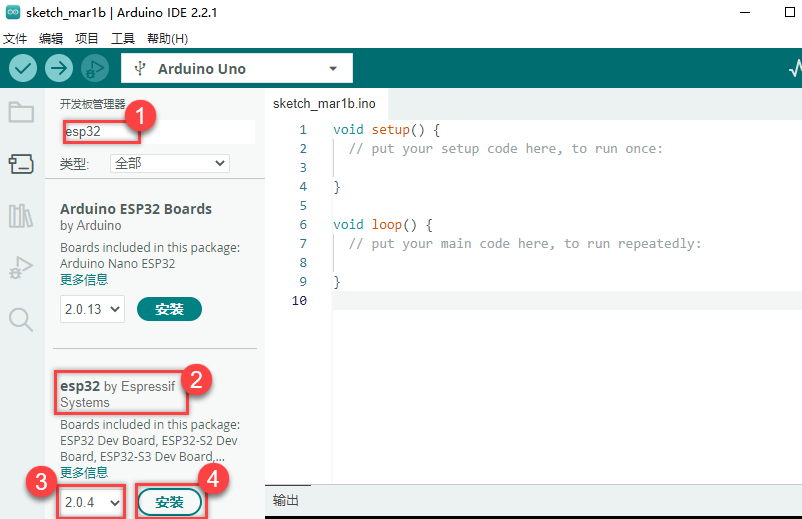 sketch_mar1b | Arduino IDE 2.2.1
文件 编辑 项目 工具 帮助(H)
Arduino Uno
开发板管理器
1
esp32
类型: 全部
Arduino ESP32 Boards
by Arduino
Boards included in this package:
Arduino Nano ESP32
更多信息
2.0.13 安装
esp32 by Espressif
Systems
2
Boards included in this package:
ESP32 Dev Board, ESP32-S2 Dev
Board, ESP32-S3 Dev Board,...
更多信息
3
2.0.4 安装
4
sketch_mar1b.ino
1 void setup() {
2 // put your setup code here, to run once:
3
4 }
5
6 void loop() {
7 // put your main code here, to run repeatedly:
8
9 }
10
输出